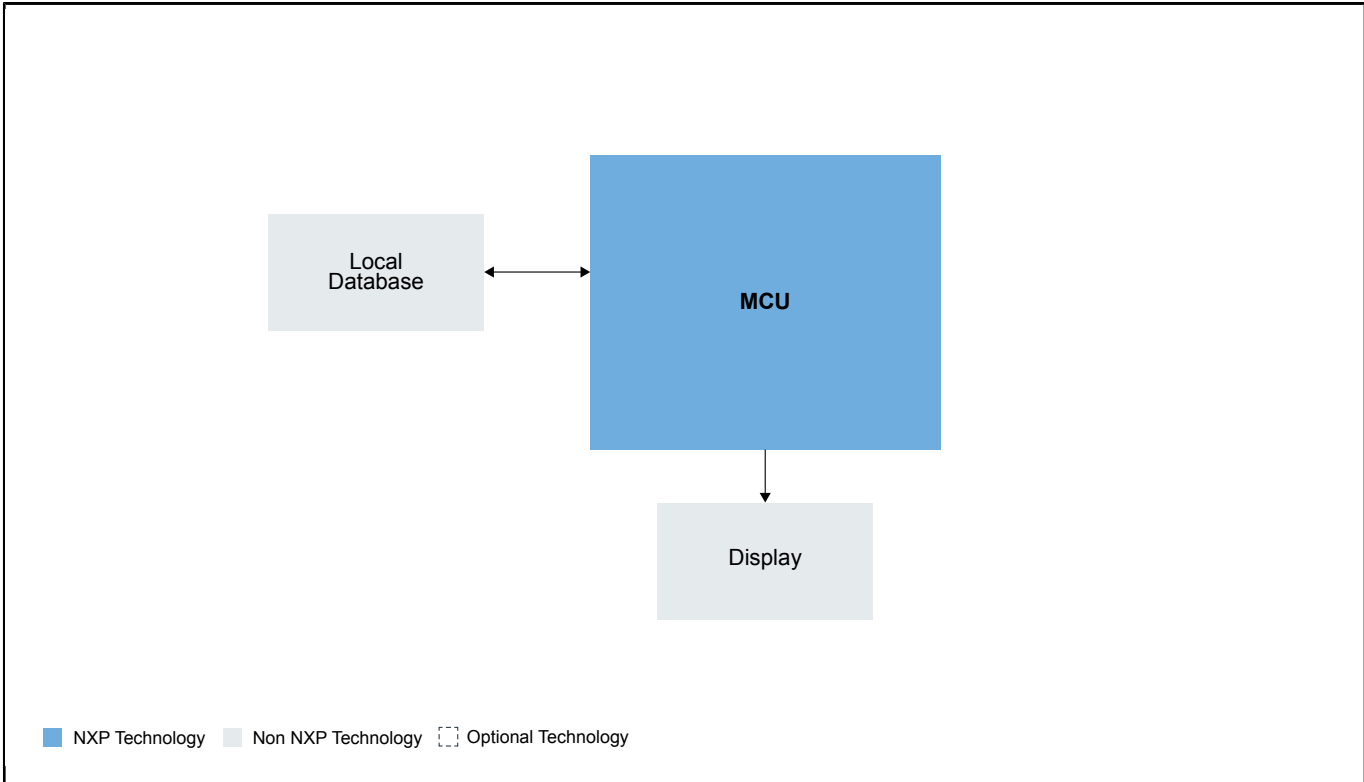 Local
Database
MCU
Display
NXP Technology
Non NXP Technology
Optional Technology